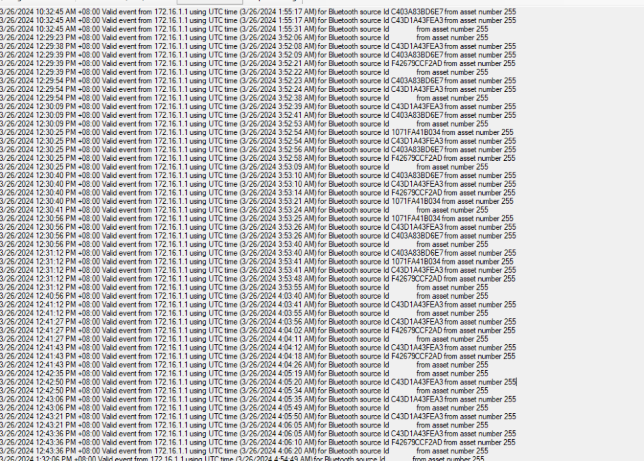 3/26/2024 10:32:45 AM +08:00 Valid event from 172.16.1.1 using UTC time (3/26/2024 1:55:17 AM) for Bluetooth source Id C403A83BD6E7 from asset number 255
3/26/2024 10:32:45 AM +08:00 Valid event from 172.16.1.1 using UTC time (3/26/2024 1:55:17 AM) for Bluetooth source Id C43D1A43FEA3 from asset number 255
3/26/2024 10:32:45 AM +08:00 Valid event from 172.16.1.1 using UTC time (3/26/2024 1:55:31 AM) for Bluetooth source Id from asset number 255
3/26/2024 12:29:23 PM +08:00 Valid event from 172.16.1.1 using UTC time (3/26/2024 3:52:06 AM) for Bluetooth source Id from asset number 255
3/26/2024 12:29:38 PM +08:00 Valid event from 172.16.1.1 using UTC time (3/26/2024 3:52:08 AM) for Bluetooth source Id C43D1A43FEA3 from asset number 255
3/26/2024 12:29:39 PM +08:00 Valid event from 172.16.1.1 using UTC time (3/26/2024 3:52:09 AM) for Bluetooth source Id C403A83BD6E7 from asset number 255
3/26/2024 12:29:39 PM +08:00 Valid event from 172.16.1.1 using UTC time (3/26/2024 3:52:21 AM) for Bluetooth source Id F42679CCF2AD from asset number 255
3/26/2024 12:29:39 PM +08:00 Valid event from 172.16.1.1 using UTC time (3/26/2024 3:52:22 AM) for Bluetooth source Id from asset number 255
3/26/2024 12:29:54 PM +08:00 Valid event from 172.16.1.1 using UTC time (3/26/2024 3:52:23 AM) for Bluetooth source Id C403A83BD6E7 from asset number 255
3/26/2024 12:29:54 PM +08:00 Valid event from 172.16.1.1 using UTC time (3/26/2024 3:52:24 AM) for Bluetooth source Id C43D1A43FEA3 from asset number 255
3/26/2024 12:29:54 PM +08:00 Valid event from 172.16.1.1 using UTC time (3/26/2024 3:52:38 AM) for Bluetooth source Id from asset number 255
3/26/2024 12:30:09 PM +08:00 Valid event from 172.16.1.1 using UTC time (3/26/2024 3:52:39 AM) for Bluetooth source Id C43D1A43FEA3 from asset number 255
3/26/2024 12:30:09 PM +08:00 Valid event from 172.16.1.1 using UTC time (3/26/2024 3:52:41 AM) for Bluetooth source Id C403A83BD6E7 from asset number 255
3/26/2024 12:30:09 PM +08:00 Valid event from 172.16.1.1 using UTC time (3/26/2024 3:52:53 AM) for Bluetooth source Id from asset number 255
3/26/2024 12:30:25 PM +08:00 Valid event from 172.16.1.1 using UTC time (3/26/2024 3:52:54 AM) for Bluetooth source Id 1071FA41B034 from asset number 255
3/26/2024 12:30:25 PM +08:00 Valid event from 172.16.1.1 using UTC time (3/26/2024 3:52:54 AM) for Bluetooth source Id C43D1A43FEA3 from asset number 255
3/26/2024 12:30:25 PM +08:00 Valid event from 172.16.1.1 using UTC time (3/26/2024 3:52:56 AM) for Bluetooth source Id C403A83BD6E7 from asset number 255
3/26/2024 12:30:25 PM +08:00 Valid event from 172.16.1.1 using UTC time (3/26/2024 3:52:58 AM) for Bluetooth source Id F42679CCF2AD from asset number 255
3/26/2024 12:30:25 PM +08:00 Valid event from 172.16.1.1 using UTC time (3/26/2024 3:53:09 AM) for Bluetooth source Id from asset number 255
3/26/2024 12:30:40 PM +08:00 Valid event from 172.16.1.1 using UTC time (3/26/2024 3:53:10 AM) for Bluetooth source Id C403A83BD6E7 from asset number 255
3/26/2024 12:30:40 PM +08:00 Valid event from 172.16.1.1 using UTC time (3/26/2024 3:53:10 AM) for Bluetooth source Id C43D1A43FEA3 from asset number 255
3/26/2024 12:30:40 PM +08:00 Valid event from 172.16.1.1 using UTC time (3/26/2024 3:53:14 AM) for Bluetooth source Id F42679CCF2AD from asset number 255
3/26/2024 12:30:40 PM +08:00 Valid event from 172.16.1.1 using UTC time (3/26/2024 3:53:21 AM) for Bluetooth source Id 1071FA41B034 from asset number 255
3/26/2024 12:30:41 PM +08:00 Valid event from 172.16.1.1 using UTC time (3/26/2024 3:53:24 AM) for Bluetooth source Id from asset number 255
3/26/2024 12:30:56 PM +08:00 Valid event from 172.16.1.1 using UTC time (3/26/2024 3:53:25 AM) for Bluetooth source Id 1071FA41B034 from asset number 255
3/26/2024 12:30:56 PM +08:00 Valid event from 172.16.1.1 using UTC time (3/26/2024 3:53:26 AM) for Bluetooth source Id C43D1A43FEA3 from asset number 255
3/26/2024 12:30:56 PM +08:00 Valid event from 172.16.1.1 using UTC time (3/26/2024 3:53:26 AM) for Bluetooth source Id C403A83BD6E7 from asset number 255
3/26/2024 12:30:56 PM +08:00 Valid event from 172.16.1.1 using UTC time (3/26/2024 3:53:40 AM) for Bluetooth source Id from asset number 255
3/26/2024 12:31:12 PM +08:00 Valid event from 172.16.1.1 using UTC time (3/26/2024 3:53:40 AM) for Bluetooth source Id C403A83BD6E7 from asset number 255
3/26/2024 12:31:12 PM +08:00 Valid event from 172.16.1.1 using UTC time (3/26/2024 3:53:41 AM) for Bluetooth source Id 1071FA41B034 from asset number 255
3/26/2024 12:31:12 PM +08:00 Valid event from 172.16.1.1 using UTC time (3/26/2024 3:53:41 AM) for Bluetooth source Id C43D1A43FEA3 from asset number 255
3/26/2024 12:31:12 PM +08:00 Valid event from 172.16.1.1 using UTC time (3/26/2024 3:53:48 AM) for Bluetooth source Id F42679CCF2AD from asset number 255
3/26/2024 12:31:12 PM +08:00 Valid event from 172.16.1.1 using UTC time (3/26/2024 3:53:55 AM) for Bluetooth source Id from asset number 255
3/26/2024 12:40:56 PM +08:00 Valid event from 172.16.1.1 using UTC time (3/26/2024 4:03:40 AM) for Bluetooth source Id from asset number 255
3/26/2024 12:41:12 PM +08:00 Valid event from 172.16.1.1 using UTC time (3/26/2024 4:03:41 AM) for Bluetooth source Id C43D1A43FEA3 from asset number 255
3/26/2024 12:41:12 PM +08:00 Valid event from 172.16.1.1 using UTC time (3/26/2024 4:03:55 AM) for Bluetooth source Id from asset number 255
3/26/2024 12:41:27 PM +08:00 Valid event from 172.16.1.1 using UTC time (3/26/2024 4:03:56 AM) for Bluetooth source Id C43D1A43FEA3 from asset number 255
3/26/2024 12:41:27 PM +08:00 Valid event from 172.16.1.1 using UTC time (3/26/2024 4:04:02 AM) for Bluetooth source Id F42679CCF2AD from asset number 255
3/26/2024 12:41:27 PM +08:00 Valid event from 172.16.1.1 using UTC time (3/26/2024 4:04:11 AM) for Bluetooth source Id from asset number 255
3/26/2024 12:41:43 PM +08:00 Valid event from 172.16.1.1 using UTC time (3/26/2024 4:04:12 AM) for Bluetooth source Id C43D1A43FEA3 from asset number 255
3/26/2024 12:41:43 PM +08:00 Valid event from 172.16.1.1 using UTC time (3/26/2024 4:04:18 AM) for Bluetooth source Id F42679CCF2AD from asset number 255
3/26/2024 12:41:43 PM +08:00 Valid event from 172.16.1.1 using UTC time (3/26/2024 4:04:26 AM) for Bluetooth source Id from asset number 255
3/26/2024 12:42:35 PM +08:00 Valid event from 172.16.1.1 using UTC time (3/26/2024 4:05:19 AM) for Bluetooth source Id from asset number 255
3/26/2024 12:42:50 PM +08:00 Valid event from 172.16.1.1 using UTC time (3/26/2024 4:05:20 AM) for Bluetooth source Id C43D1A43FEA3 from asset number 255
3/26/2024 12:42:50 PM +08:00 Valid event from 172.16.1.1 using UTC time (3/26/2024 4:05:34 AM) for Bluetooth source Id from asset number 255
3/26/2024 12:43:06 PM +08:00 Valid event from 172.16.1.1 using UTC time (3/26/2024 4:05:35 AM) for Bluetooth source Id C43D1A43FEA3 from asset number 255
3/26/2024 12:43:06 PM +08:00 Valid event from 172.16.1.1 using UTC time (3/26/2024 4:05:49 AM) for Bluetooth source Id from asset number 255
3/26/2024 12:43:21 PM +08:00 Valid event from 172.16.1.1 using UTC time (3/26/2024 4:05:50 AM) for Bluetooth source Id C43D1A43FEA3 from asset number 255
3/26/2024 12:43:21 PM +08:00 Valid event from 172.16.1.1 using UTC time (3/26/2024 4:06:05 AM) for Bluetooth source Id from asset number 255
3/26/2024 12:43:36 PM +08:00 Valid event from 172.16.1.1 using UTC time (3/26/2024 4:06:05 AM) for Bluetooth source Id C43D1A43FEA3 from asset number 255
3/26/2024 12:43:36 PM +08:00 Valid event from 172.16.1.1 using UTC time (3/26/2024 4:06:10 AM) for Bluetooth source Id F42679CCF2AD from asset number 255
3/26/2024 12:43:36 PM +08:00 Valid event from 172.16.1.1 using UTC time (3/26/2024 4:06:20 AM) for Bluetooth source Id from asset number 255
3/26/2024 1:32:06 PM +08:00 Valid event from 172.16.1.1 using UTC time (3/26/2024 4:54:49 AM) for Bluetooth source Id from asset number 255